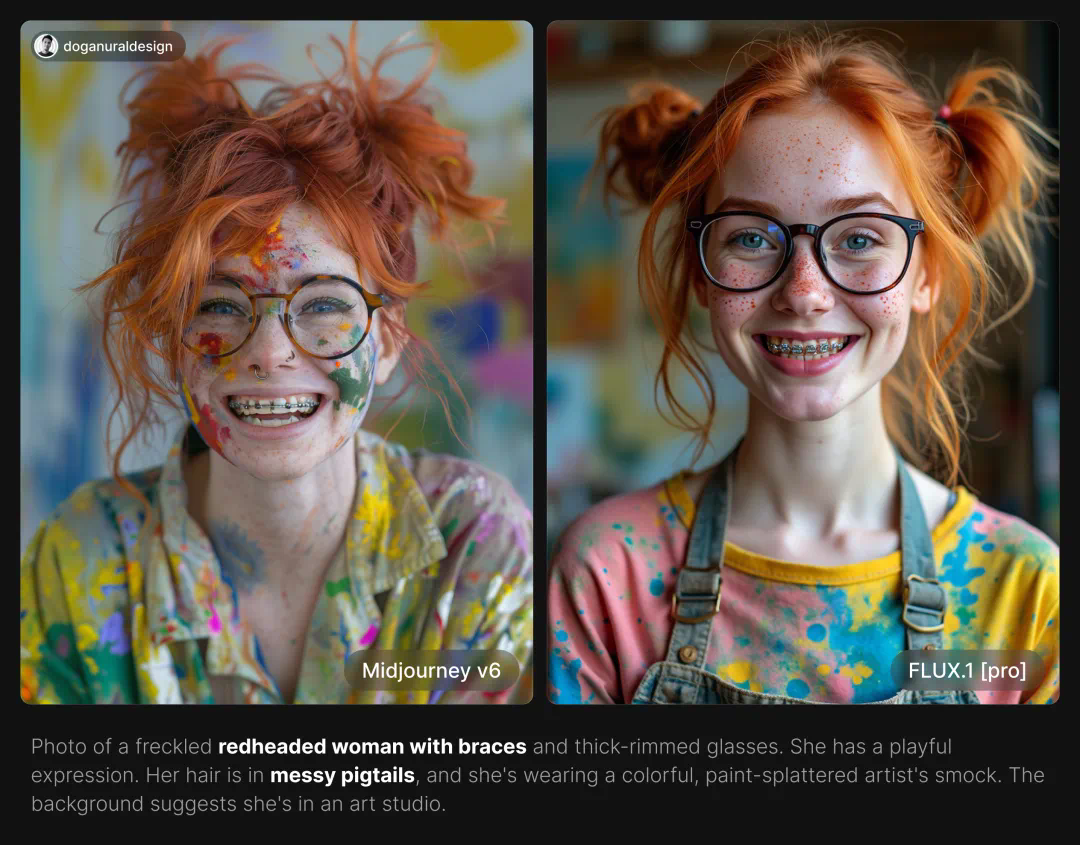 doganuraldesign
Midjourney v6
FLUX.1 [pro]
Photo of a freckled redheaded woman with braces and thick-rimmed glasses. She has a playful
expression. Her hair is in messy pigtails, and she's wearing a colorful, paint-splattered artist's smock. The
background suggests she's in an art studio.